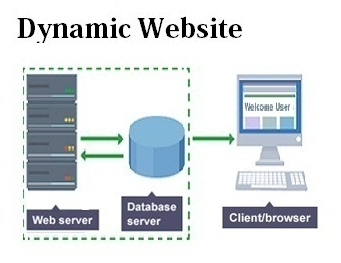 Dynamic Website
Welcome User
Web server
Database
server
Client/browser